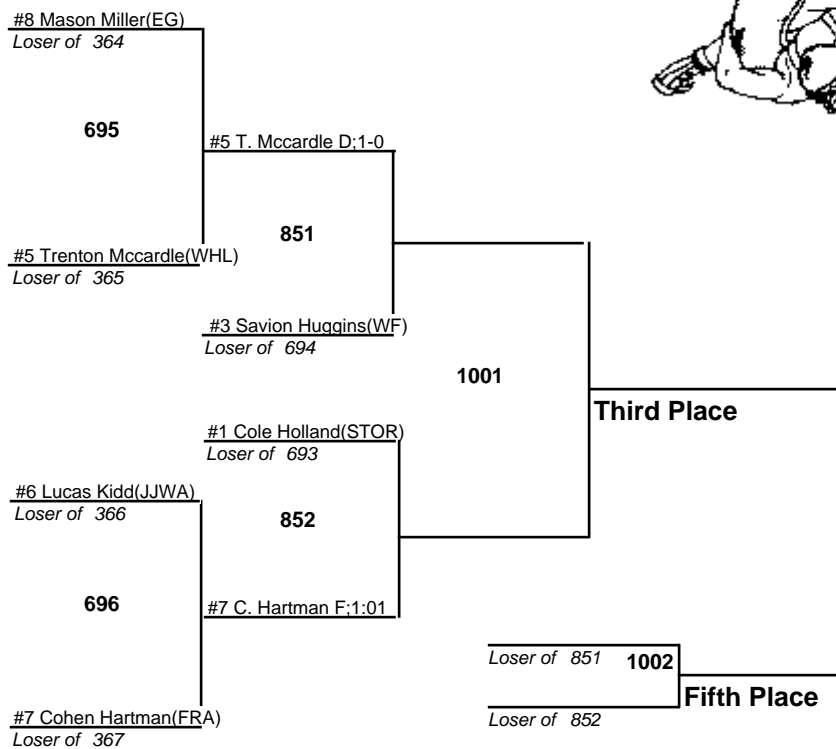 #8 Mason Miller(EG)
Loser of 364
695
#5 T. Mccardle D;1-0
851
#5 Trenton Mccardle(WHL)
Loser of 365
#3 Savion Huggins(WF)
Loser of 694
1001
Third Place
#1 Cole Holland(STOR)
Loser of 693
#6 Lucas Kidd(JJWA)
Loser of 366
852
696
#7 C. Hartman F;1:01
Loser of 851
1002
Fifth Place
#7 Cohen Hartman(FRA)
Loser of 367
Loser of 852